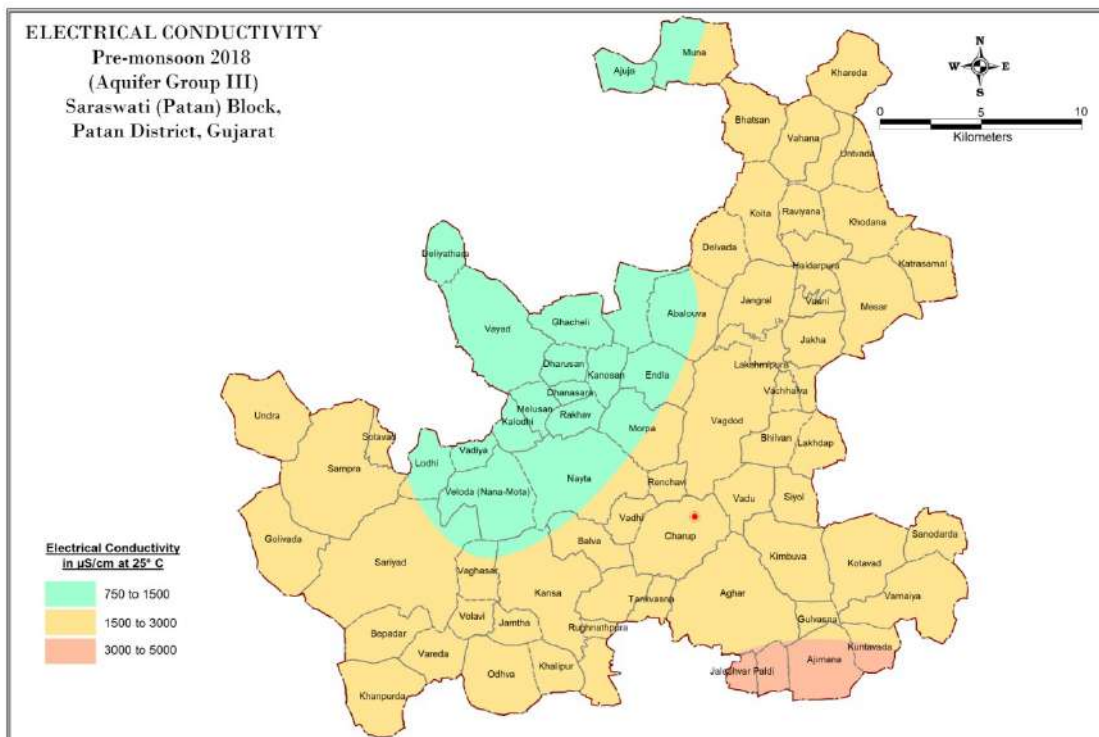 ELECTRICAL CONDUCTIVITY
Pre-monsoon 2018
(Aquifer Group III)
Saraswati (Patan) Block,
Patan District, Gujarat
N
W E
S
0 5 10
Kilometers
Muna
Ajuja
Khareda
Bhatsan
Vahana
Untvada
Koita
Raviyana
Khodana
Delvada
Haidarpura
Katrasamal
Deliyathara
Jangral
Vasni
Mesar
Abalouva
Vayad
Ghacheli
Jakha
Dharusan
Kanosan
Endla
Lakshmipura
Vachhalva
Dhanasara
Undra
Melusan
Kalodhi
Rakhav
Morpa
Vagdod
Bhilvan
Lakhdap
Sotavad
Sampra
Lodhi
Vadiya
Nayta
Renchavi
Veloda (Nana-Mota)
Vadu
Siyol
Golivada
Vadhi
Charup
Sanodarda
Balva
Kimbuva
Kotavad
Sariyad
Vaghasar
Kansa
Tankvasna
Aghar
Vamaiya
Volavi
Jamtha
Rughnathpura
Gulvasna
Bepadar
Vareda
Kuntavada
Odhva
Khalipur
Jaleshvar Paldi
Ajimana
Khanpurda
Electrical Conductivity
in µS/cm at 25° C
750 to 1500
1500 to 3000
3000 to 5000